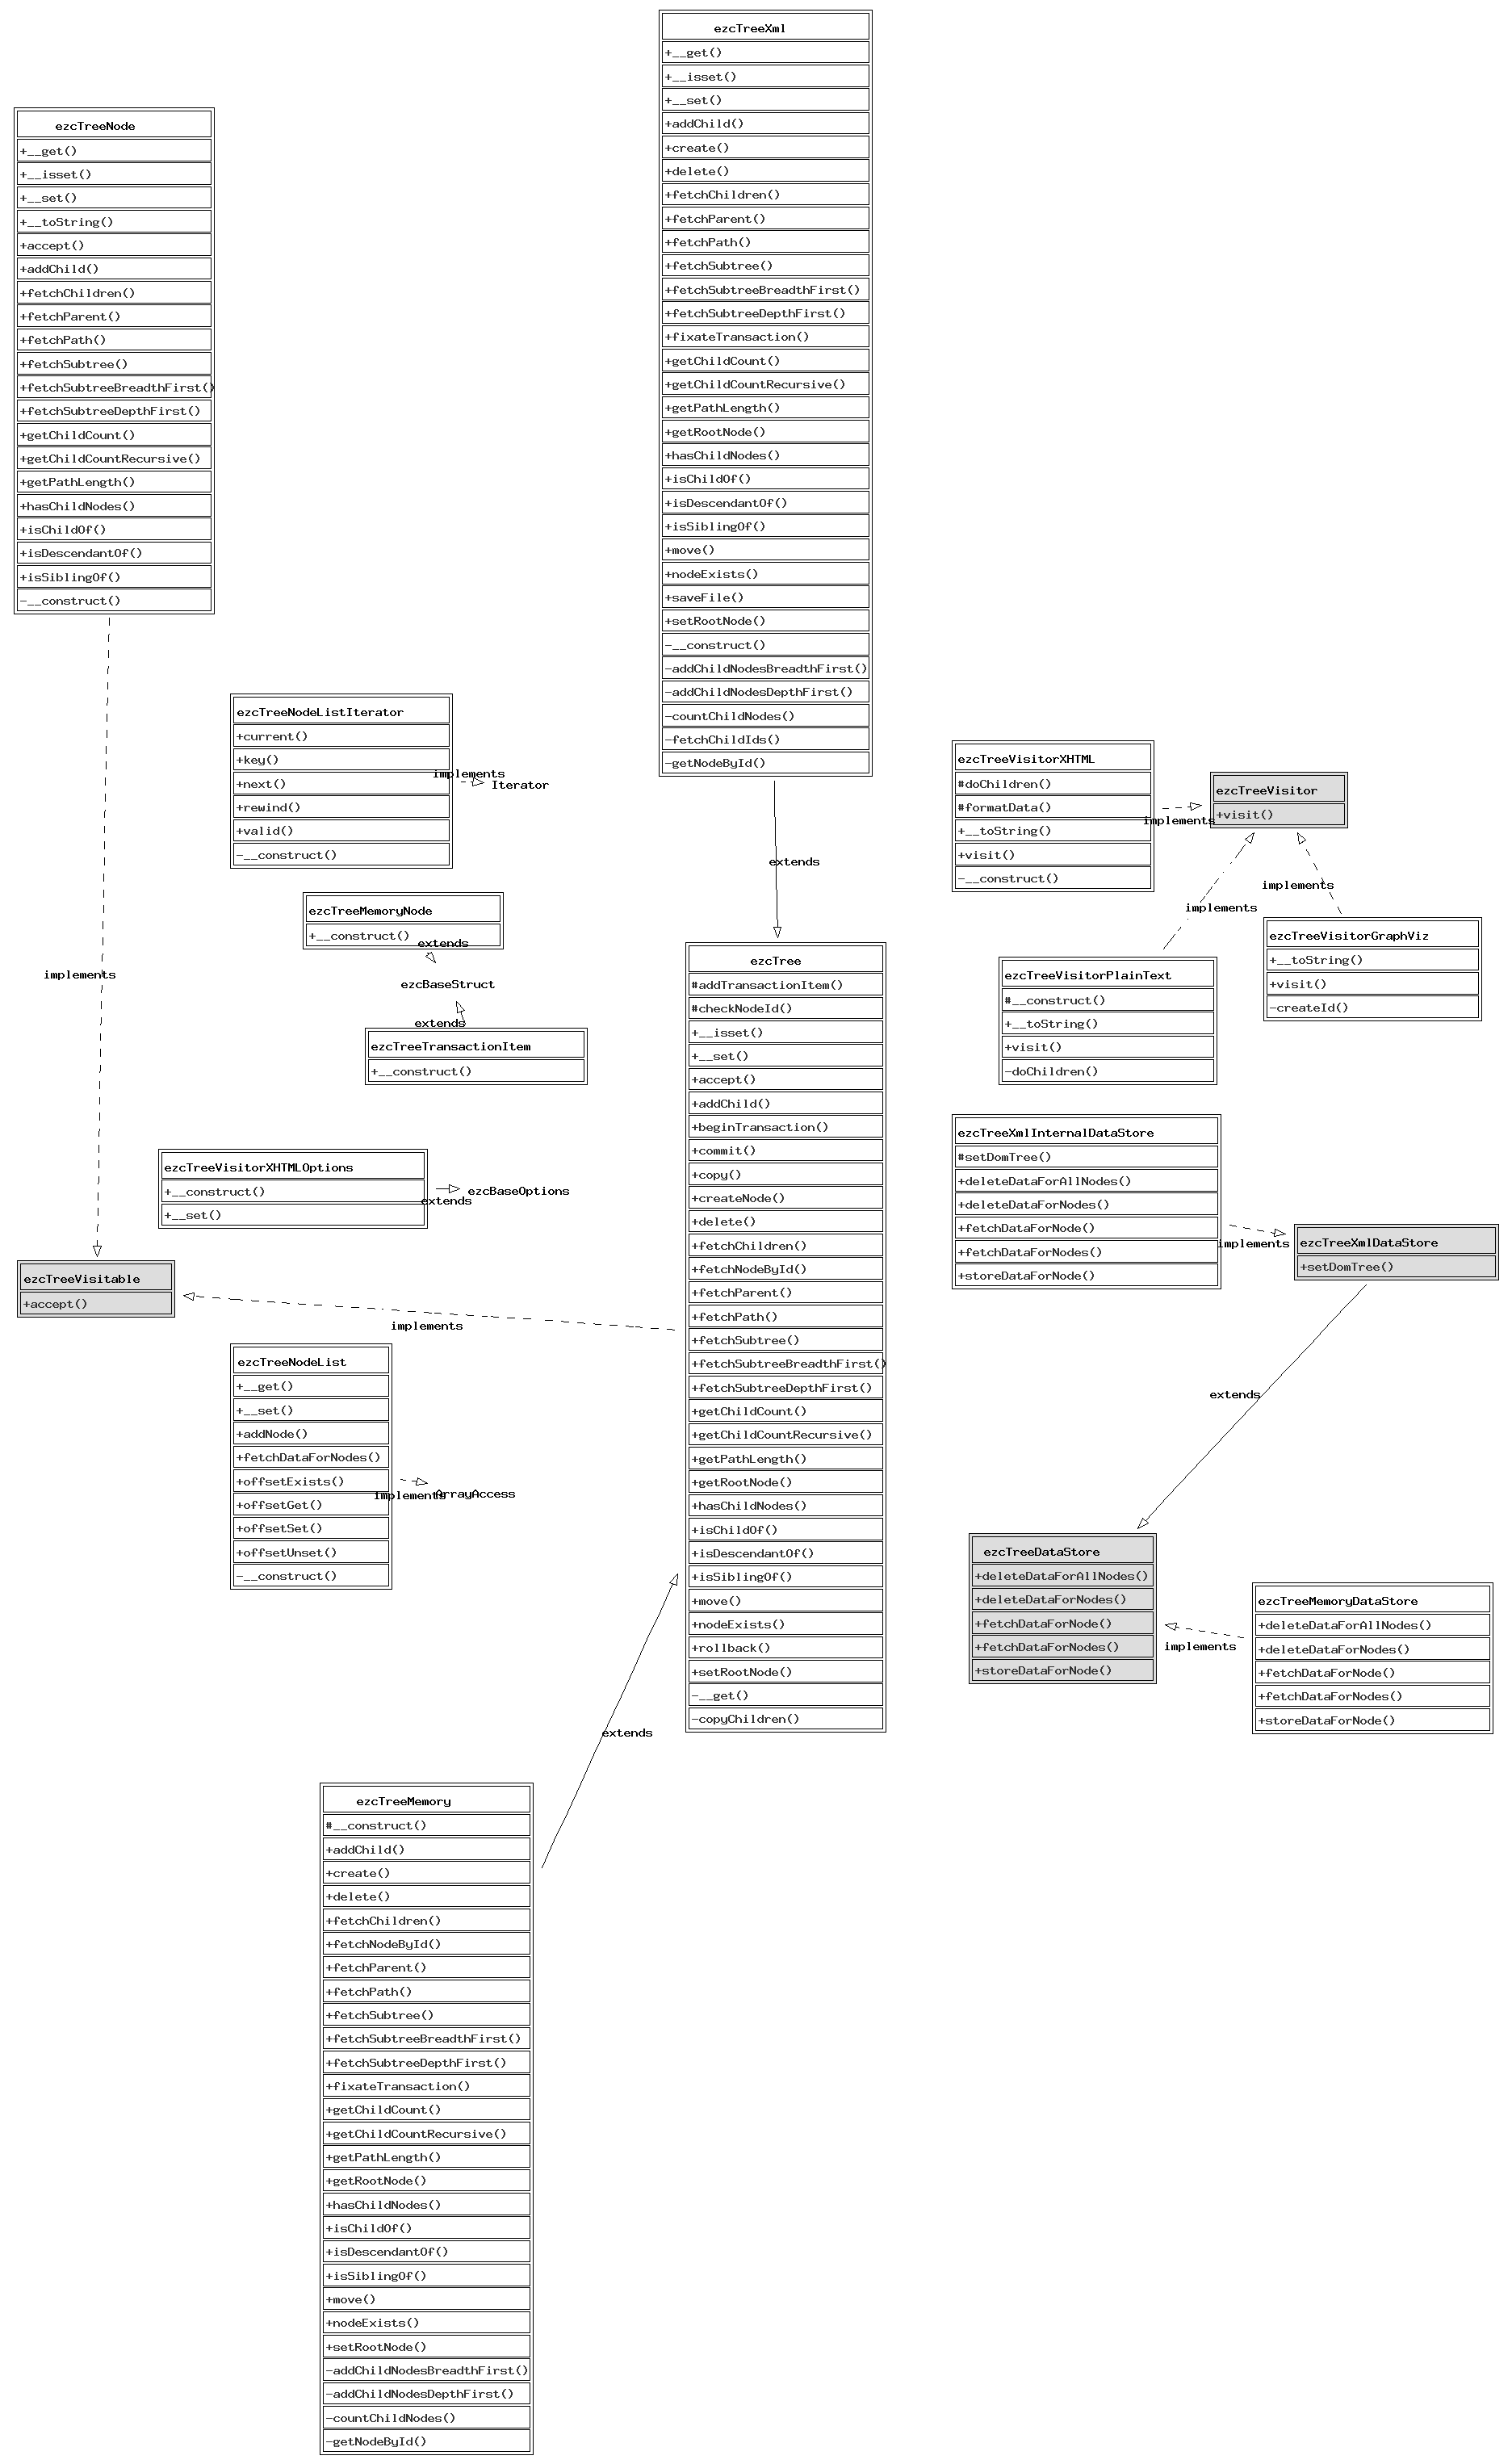 ezcTreeXml
+__get()
+__isset()
+__set()
+addChild()
+create()
+delete()
+fetchChildren()
+fetchParent()
+fetchPath()
+fetchSubtree()
+fetchSubtreeBreadthFirst()
+fetchSubtreeDepthFirst()
+fixateTransaction()
+getChildCount()
+getChildCountRecursive()
+getPathLength()
+getRootNode()
+hasChildNodes()
+isChildOf()
+isDescendantOf()
+isSiblingOf()
+move()
+nodeExists()
+saveFile()
+setRootNode()
-__construct()
-addChildNodesBreadthFirst()
-addChildNodesDepthFirst()
-countChildNodes()
-fetchChildIds()
-getNodeById()
extends
ezcTreeNode
+__get()
+__isset()
+__set()
+__toString()
+accept()
+addChild()
+fetchChildren()
+fetchParent()
+fetchPath()
+fetchSubtree()
+fetchSubtreeBreadthFirst()
+fetchSubtreeDepthFirst()
+getChildCount()
+getChildCountRecursive()
+getPathLength()
+hasChildNodes()
+isChildOf()
+isDescendantOf()
+isSiblingOf()
-__construct()
implements
ezcTreeNodeListIterator
+current()
+key()
+next()
+rewind()
+valid()
-__construct()
implements
Iterator
ezcTreeVisitorXHTML
#doChildren()
#formatData()
+__toString()
+visit()
-__construct()
implements
ezcTreeVisitor
+visit()
implements
implements
ezcTreeMemoryNode
+__construct()
extends
ezcBaseStruct
extends
ezcTreeTransactionItem
+__construct()
ezcTreeVisitorGraphViz
+__toString()
+visit()
-createId()
ezcTreeVisitorPlainText
#__construct()
+__toString()
+visit()
-doChildren()
ezcTree
#addTransactionItem()
#checkNodeId()
+__isset()
+__set()
+accept()
+addChild()
+beginTransaction()
+commit()
+copy()
+createNode()
+delete()
+fetchChildren()
+fetchNodeById()
+fetchParent()
+fetchPath()
+fetchSubtree()
+fetchSubtreeBreadthFirst()
+fetchSubtreeDepthFirst()
+getChildCount()
+getChildCountRecursive()
+getPathLength()
+getRootNode()
+hasChildNodes()
+isChildOf()
+isDescendantOf()
+isSiblingOf()
+move()
+nodeExists()
+rollback()
+setRootNode()
-__get()
-copyChildren()
ezcTreeXmlInternalDataStore
#setDomTree()
+deleteDataForAllNodes()
+deleteDataForNodes()
+fetchDataForNode()
+fetchDataForNodes()
+storeDataForNode()
implements
ezcTreeXmlDataStore
+setDomTree()
extends
ezcTreeVisitorXHTMLOptions
+__construct()
+__set()
extends
ezcBaseOptions
ezcTreeVisitable
+accept()
implements
ezcTreeNodeList
+__get()
+__set()
+addNode()
+fetchDataForNodes()
+offsetExists()
+offsetGet()
+offsetSet()
+offsetUnset()
-__construct()
implements
ArrayAccess
ezcTreeDataStore
+deleteDataForAllNodes()
+deleteDataForNodes()
+fetchDataForNode()
+fetchDataForNodes()
+storeDataForNode()
implements
ezcTreeMemoryDataStore
+deleteDataForAllNodes()
+deleteDataForNodes()
+fetchDataForNode()
+fetchDataForNodes()
+storeDataForNode()
extends
ezcTreeMemory
#__construct()
+addChild()
+create()
+delete()
+fetchChildren()
+fetchNodeById()
+fetchParent()
+fetchPath()
+fetchSubtree()
+fetchSubtreeBreadthFirst()
+fetchSubtreeDepthFirst()
+fixateTransaction()
+getChildCount()
+getChildCountRecursive()
+getPathLength()
+getRootNode()
+hasChildNodes()
+isChildOf()
+isDescendantOf()
+isSiblingOf()
+move()
+nodeExists()
+setRootNode()
-addChildNodesBreadthFirst()
-addChildNodesDepthFirst()
-countChildNodes()
-getNodeById()